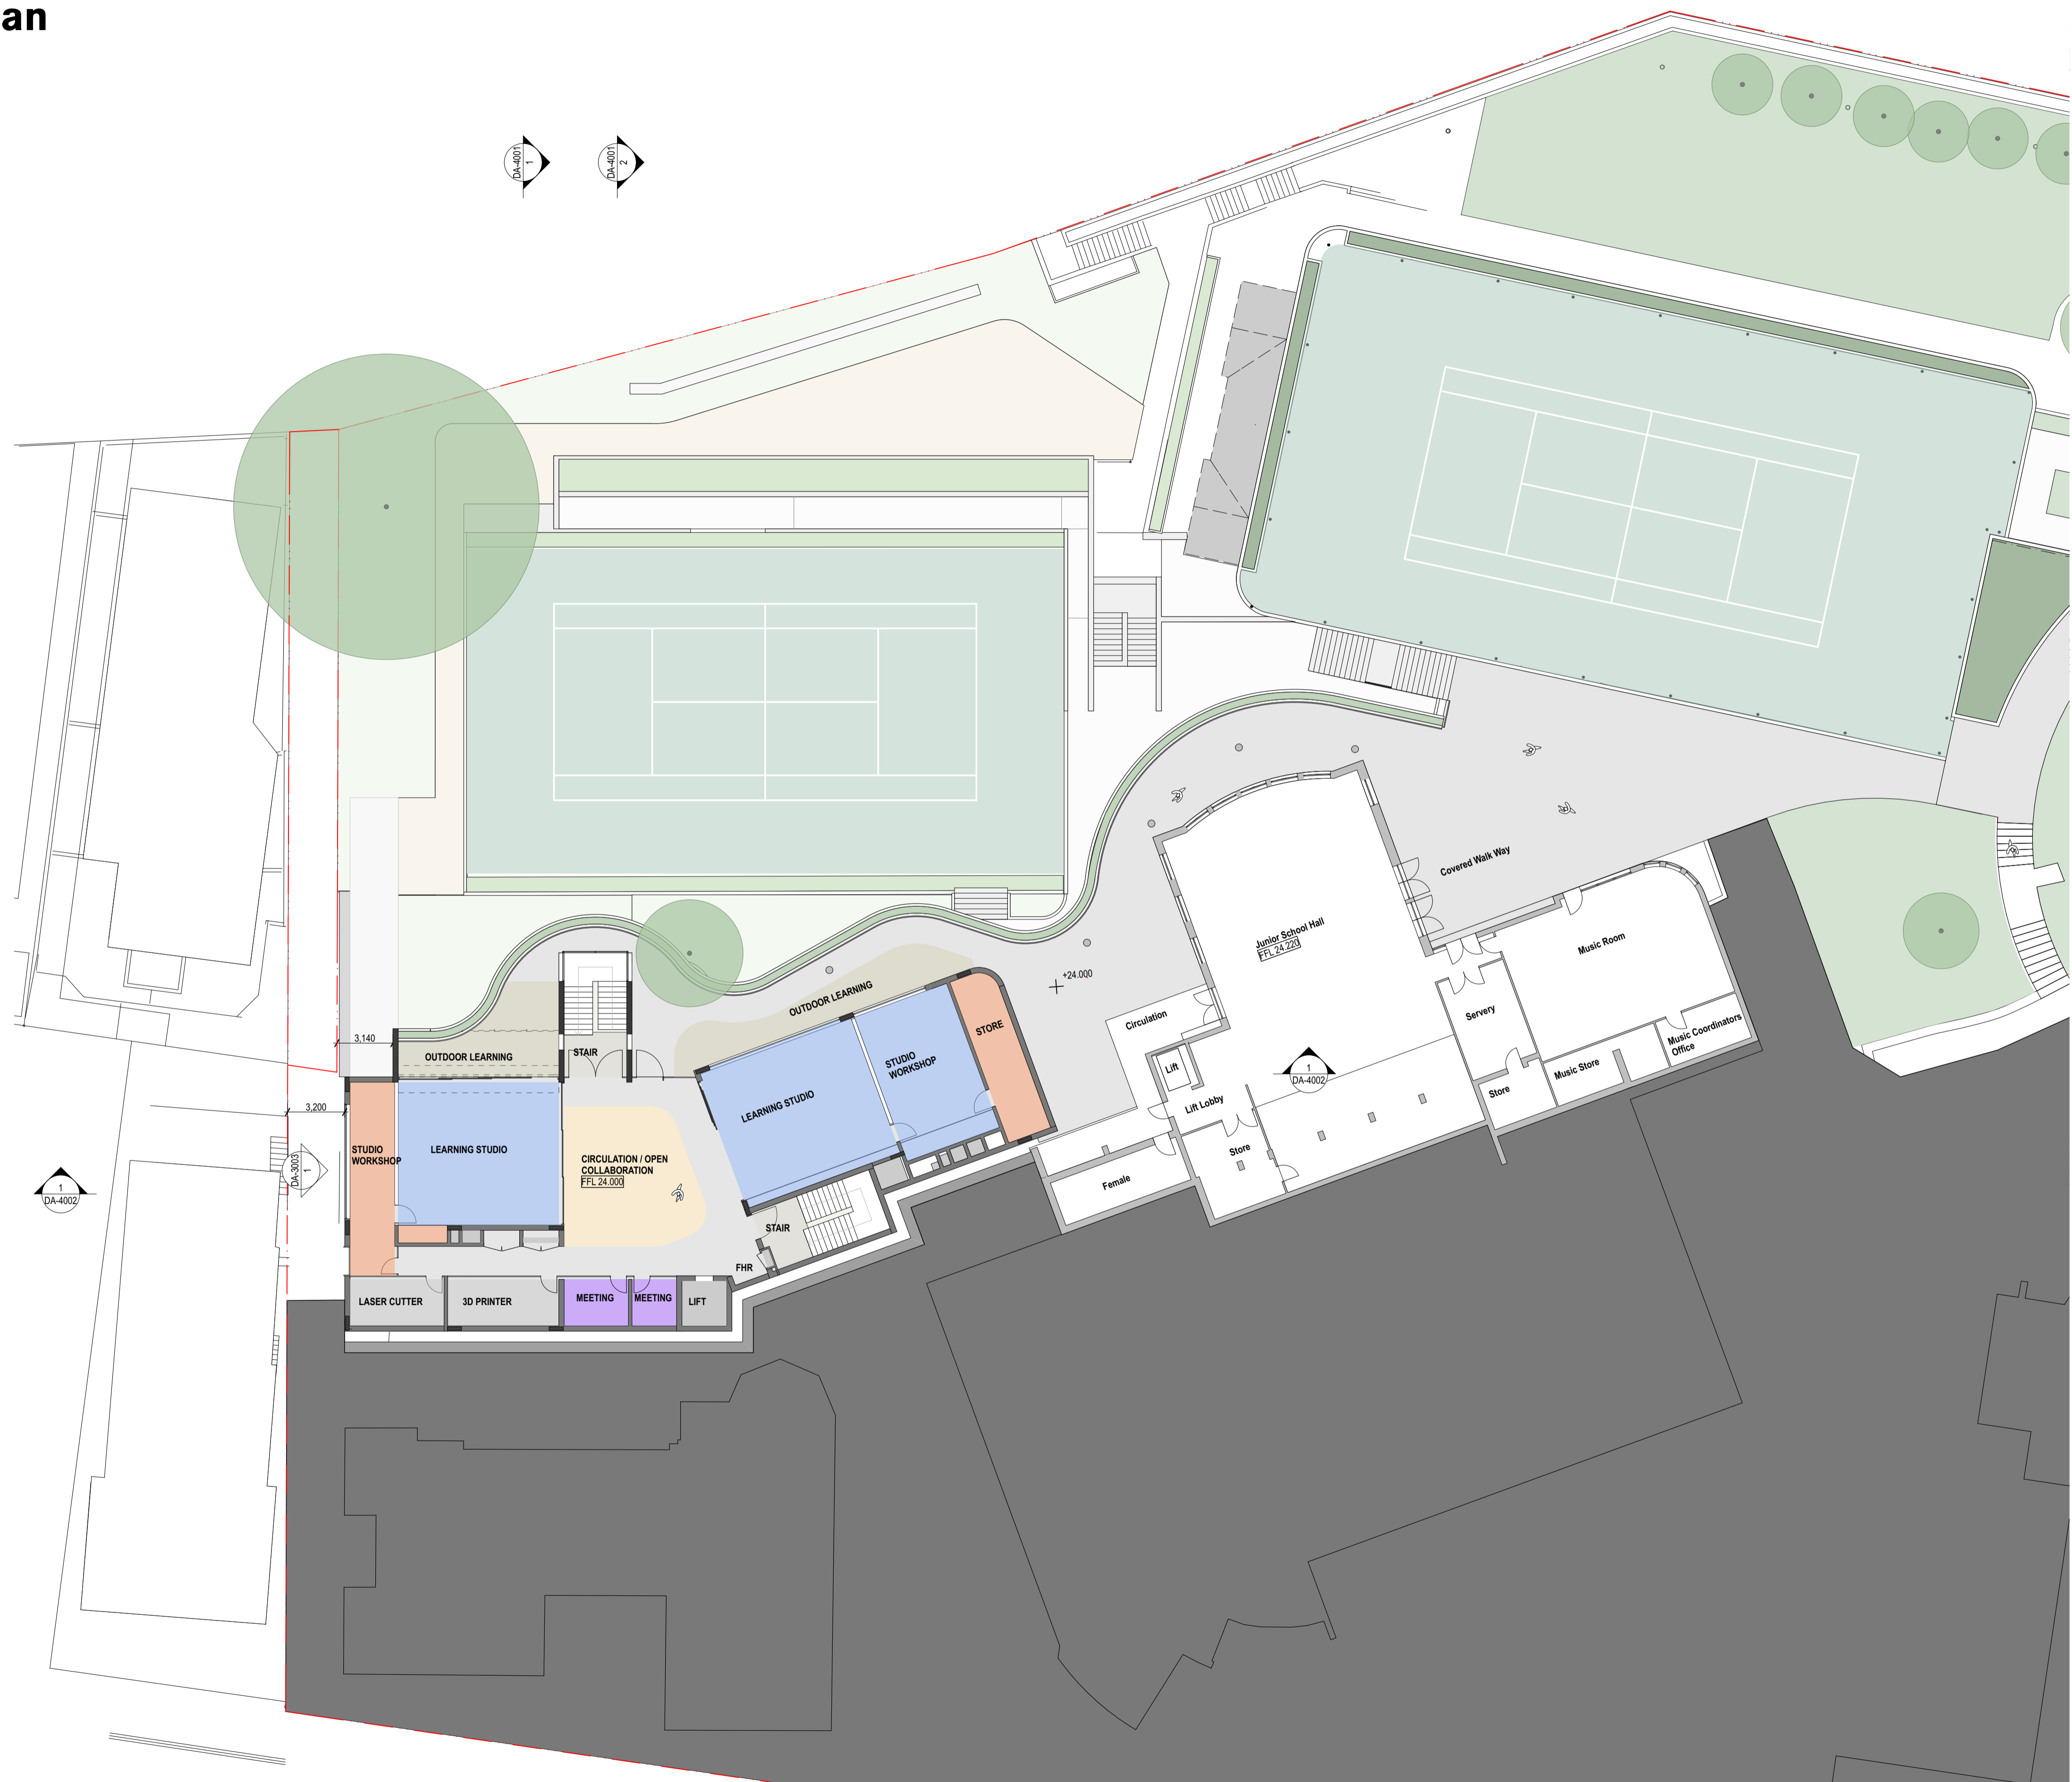 an
DA-4001
1
DA-4001
2
3,140
OUTDOOR LEARNING
STAIR
OUTDOOR LEARNING
+24.000
Covered Walk Way
Junior School Hall
FFL 24.220
Music Room
Circulation
Servery
Music Coordinators
Office
Music Store
Store
Lift
Lift Lobby
Store
Female
1
DA-4002
3,200
STUDIO
WORKSHOP
LEARNING STUDIO
CIRCULATION / OPEN
COLLABORATION
FFL 24.000
LEARNING STUDIO
STUDIO
WORKSHOP
STORE
DA-3003
1
1
DA-4002
STAIR
FHR
LASER CUTTER
3D PRINTER
MEETING
MEETING
LIFT